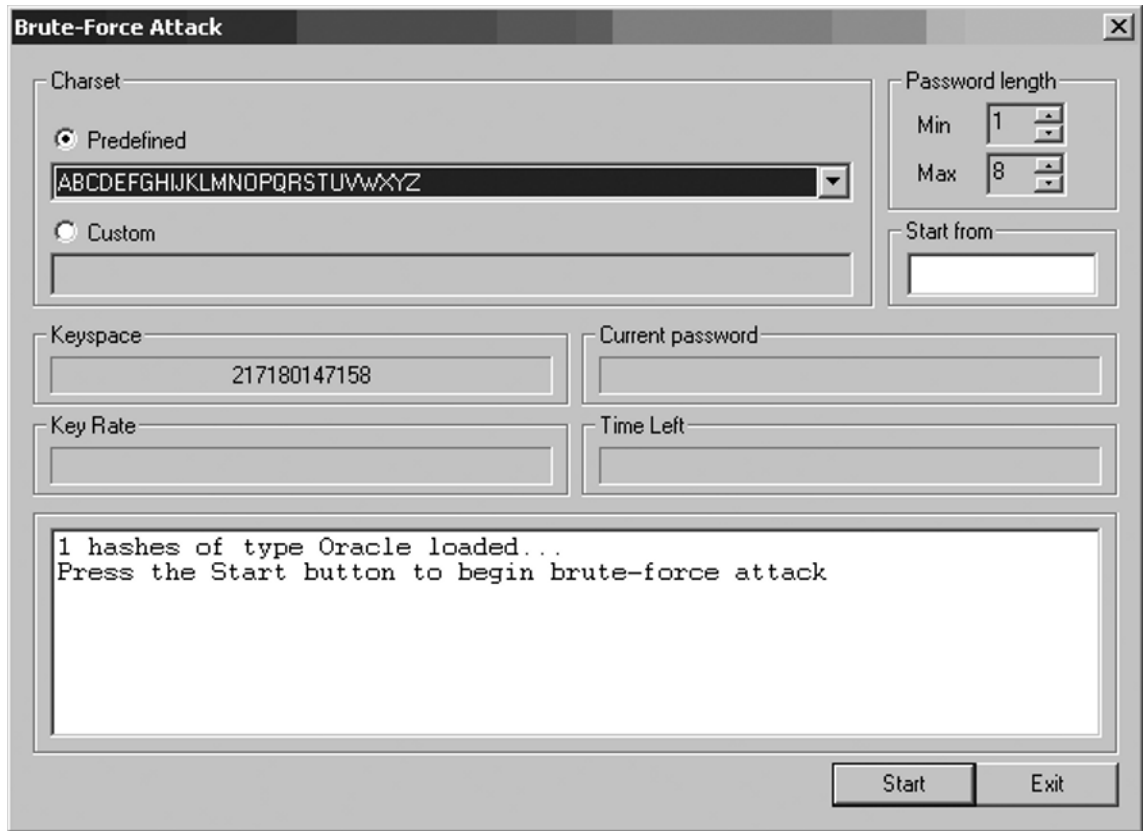 Brute-Force Attack
Charset
Predefined
ABCDEFGHIJKLMNOPQRSTUVWXYZ
Custom
Password length
Min 1
Max 8
Start from
Keyspace
217180147158
Current password
Key Rate
Time Left
1 hashes of type Oracle loaded...
Press the Start button to begin brute-force attack
Start
Exit